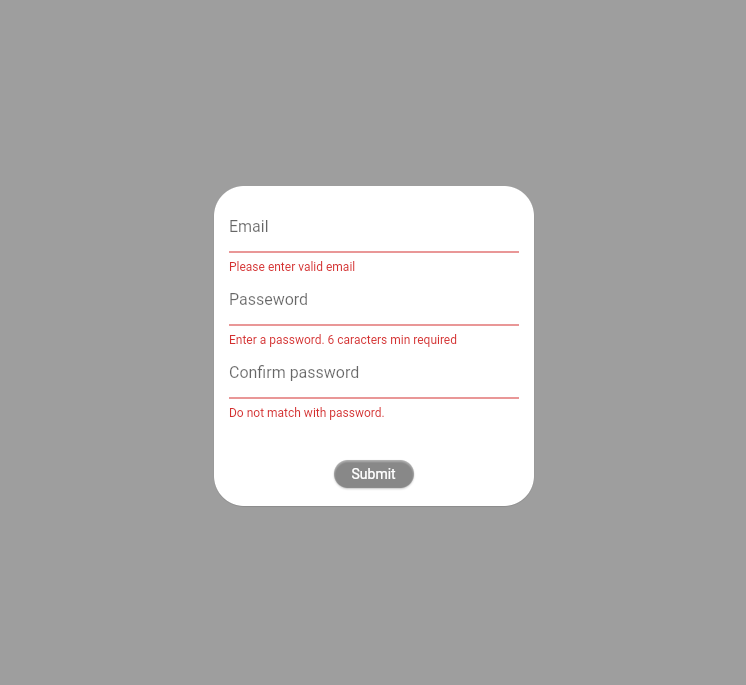 Email
Please enter valid email
Passeword
Enter a password. 6 caracters min required
Confirm password
Do not match with password.
Submit